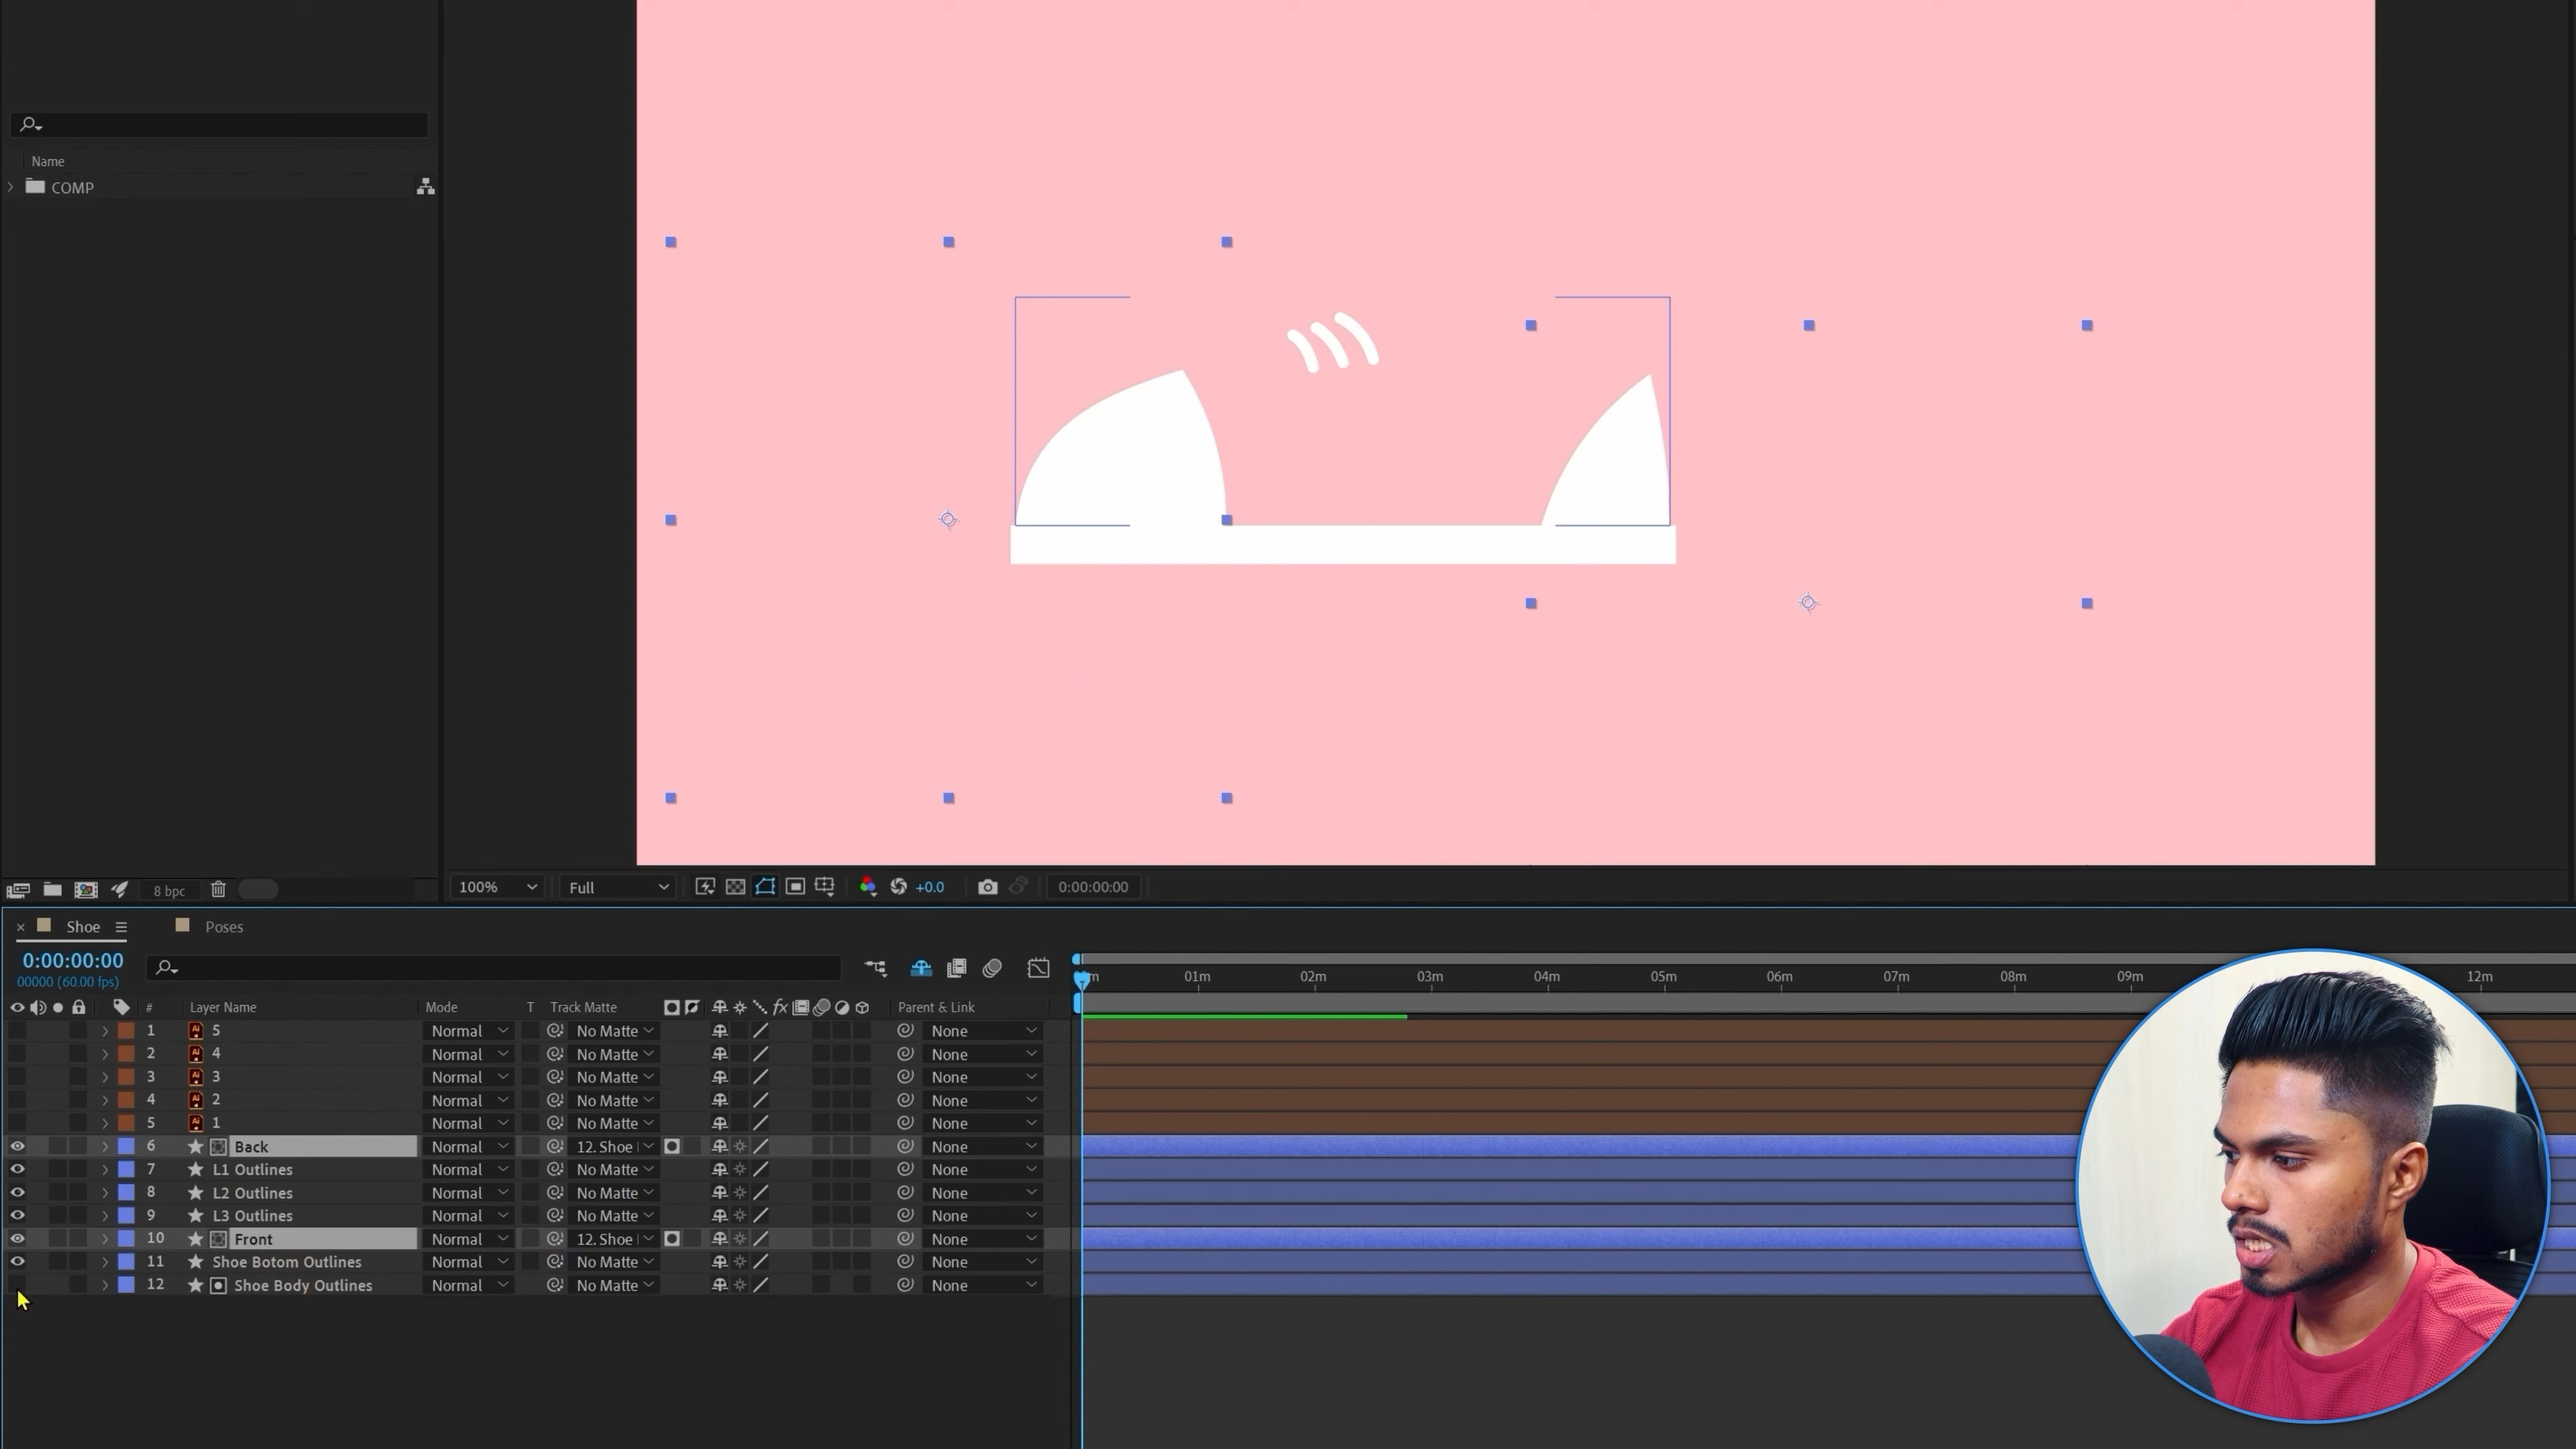 Name
COMP
8 bpc
100%
Full
+0.0
0:00:00:00
Shoe
Poses
0:00:00:00
00000 (60.00 fps)
01m 02m 03m 04m 05m 06m 07m 08m 09m 12m
# Layer Name Mode T Track Matte fx Parent & Link
1 Ai 5 Normal No Matte None
2 Ai 4 Normal No Matte None
3 Ai 3 Normal No Matte None
4 Ai 2 Normal No Matte None
5 Ai 1 Normal No Matte None
6 Back Normal 12. Shoe None
7 L1 Outlines Normal No Matte None
8 L2 Outlines Normal No Matte None
9 L3 Outlines Normal No Matte None
10 Front Normal 12. Shoe None
11 Shoe Botom Outlines Normal No Matte None
12 Shoe Body Outlines Normal No Matte None